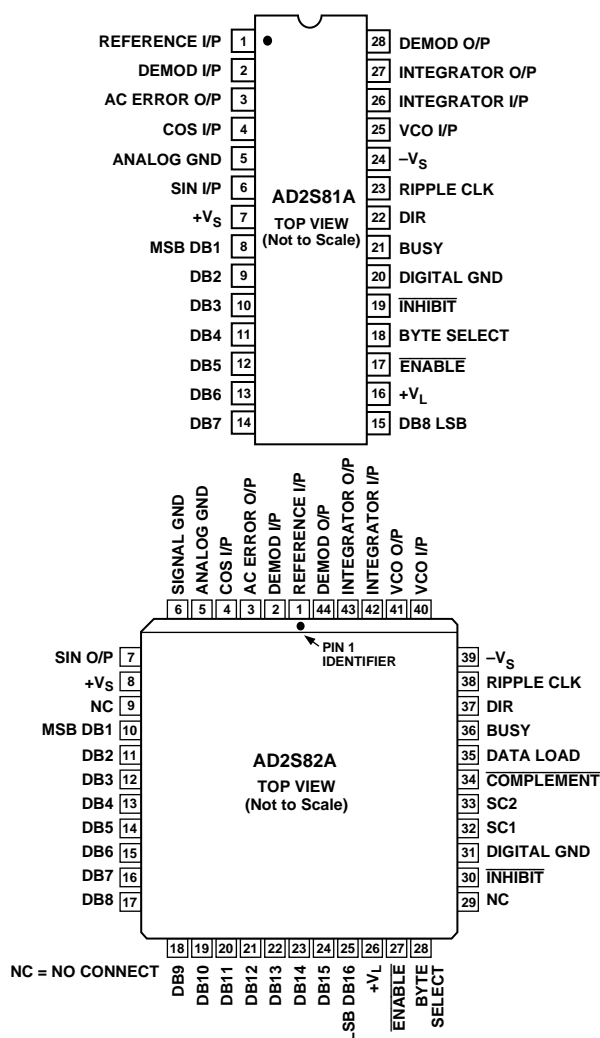 REFERENCE I/P 1 28 DEMOD O/P
DEMOD I/P 2 27 INTEGRATOR O/P
AC ERROR O/P 3 26 INTEGRATOR I/P
COS I/P 4 25 VCO I/P
ANALOG GND 5 24 –VS
SIN I/P 6 23 RIPPLE CLK
+VS 7 22 DIR
MSB DB1 8 21 BUSY
DB2 9 20 DIGITAL GND
DB3 10 19 INHIBIT
DB4 11 18 BYTE SELECT
DB5 12 17 ENABLE
DB6 13 16 +VL
DB7 14 15 DB8 LSB
AD2S81A
TOP VIEW
(Not to Scale)
SIGNAL GND
ANALOG GND
COS I/P
AC ERROR O/P
DEMOD I/P
REFERENCE I/P
DEMOD O/P
INTEGRATOR O/P
INTEGRATOR I/P
VCO O/P
VCO I/P
6 5 4 3 2 1 44 43 42 41 40
PIN 1
IDENTIFIER
SIN O/P 7 39 –VS
+VS 8 38 RIPPLE CLK
NC 9 37 DIR
MSB DB1 10 36 BUSY
DB2 11 35 DATA LOAD
DB3 12 34 COMPLEMENT
DB4 13 33 SC2
DB5 14 32 SC1
DB6 15 31 DIGITAL GND
DB7 16 30 INHIBIT
DB8 17 29 NC
AD2S82A
TOP VIEW
(Not to Scale)
18 19 20 21 22 23 24 25 26 27 28
NC = NO CONNECT
DB9
DB10
DB11
DB12
DB13
DB14
DB15
LSB DB16
+VL
ENABLE
BYTE
SELECT